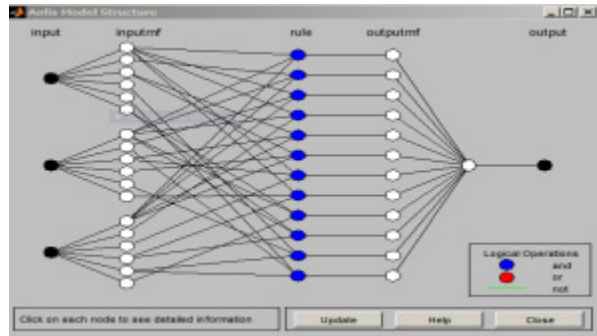 Anfis Model Structure
input inputmf rule outputmf output
Logical Operations
and
or
not
Click on each node to see detailed information
Update Help Close